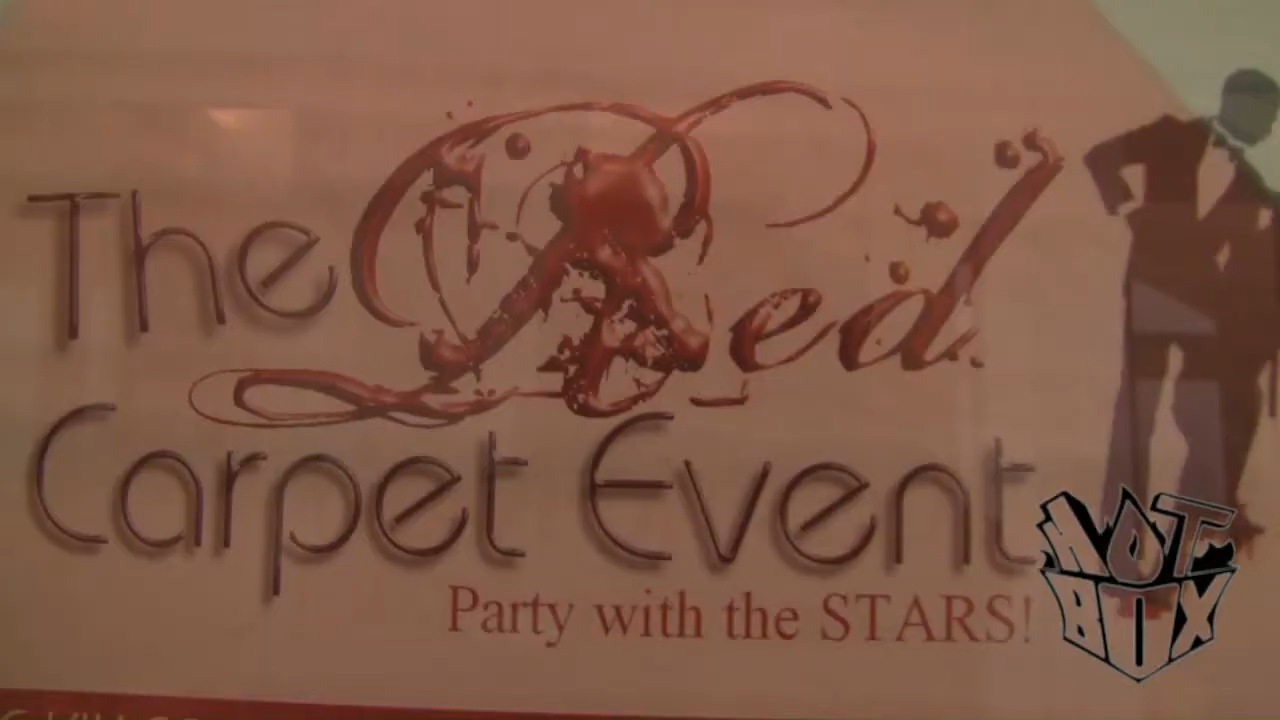 The Red
Carpet Event
Party with the STARS!
HOT
BOX